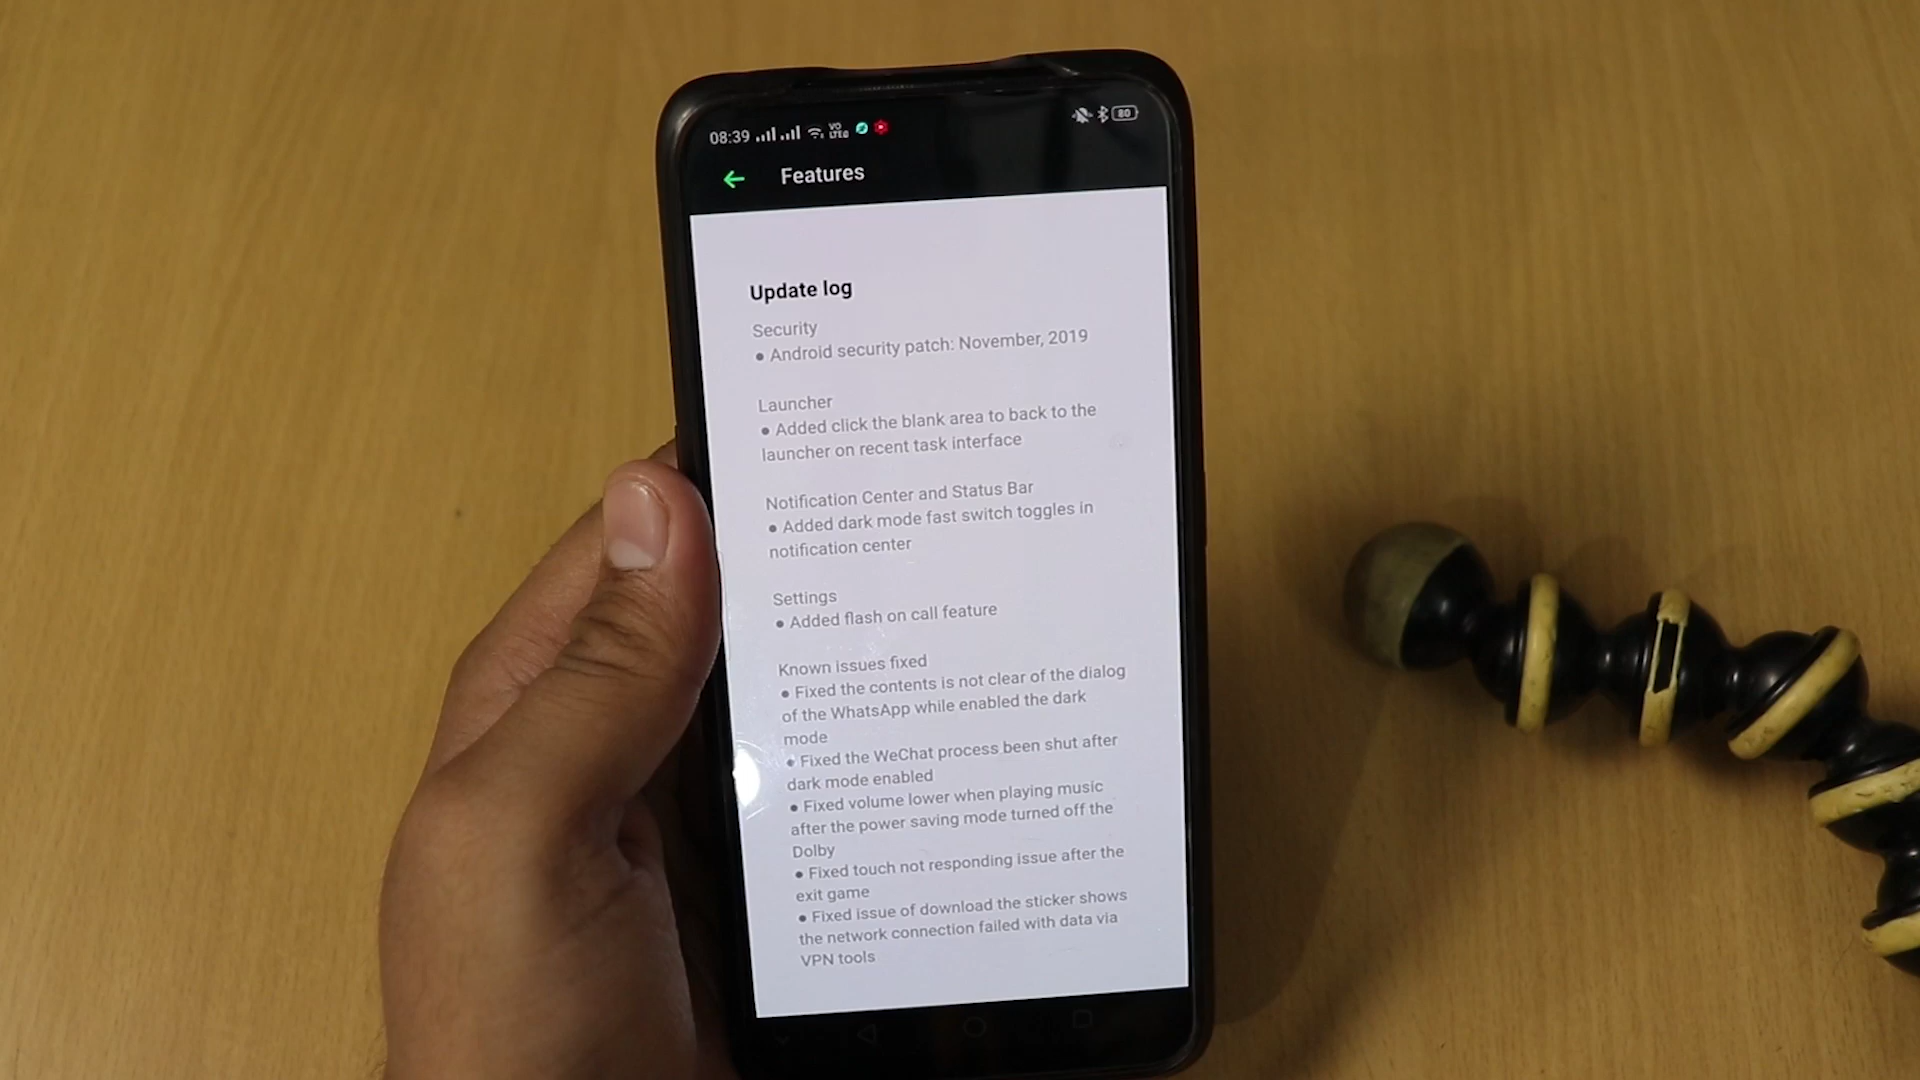 08:39 VO LTE 80
Features
Update log
Security
● Android security patch: November, 2019
Launcher
● Added click the blank area to back to the
launcher on recent task interface
Notification Center and Status Bar
● Added dark mode fast switch toggles in
notification center
Settings
● Added flash on call feature
Known issues fixed
● Fixed the contents is not clear of the dialog
of the WhatsApp while enabled the dark
mode
● Fixed the WeChat process been shut after
dark mode enabled
● Fixed volume lower when playing music
after the power saving mode turned off the
Dolby
● Fixed touch not responding issue after the
exit game
● Fixed issue of download the sticker shows
the network connection failed with data via
VPN tools